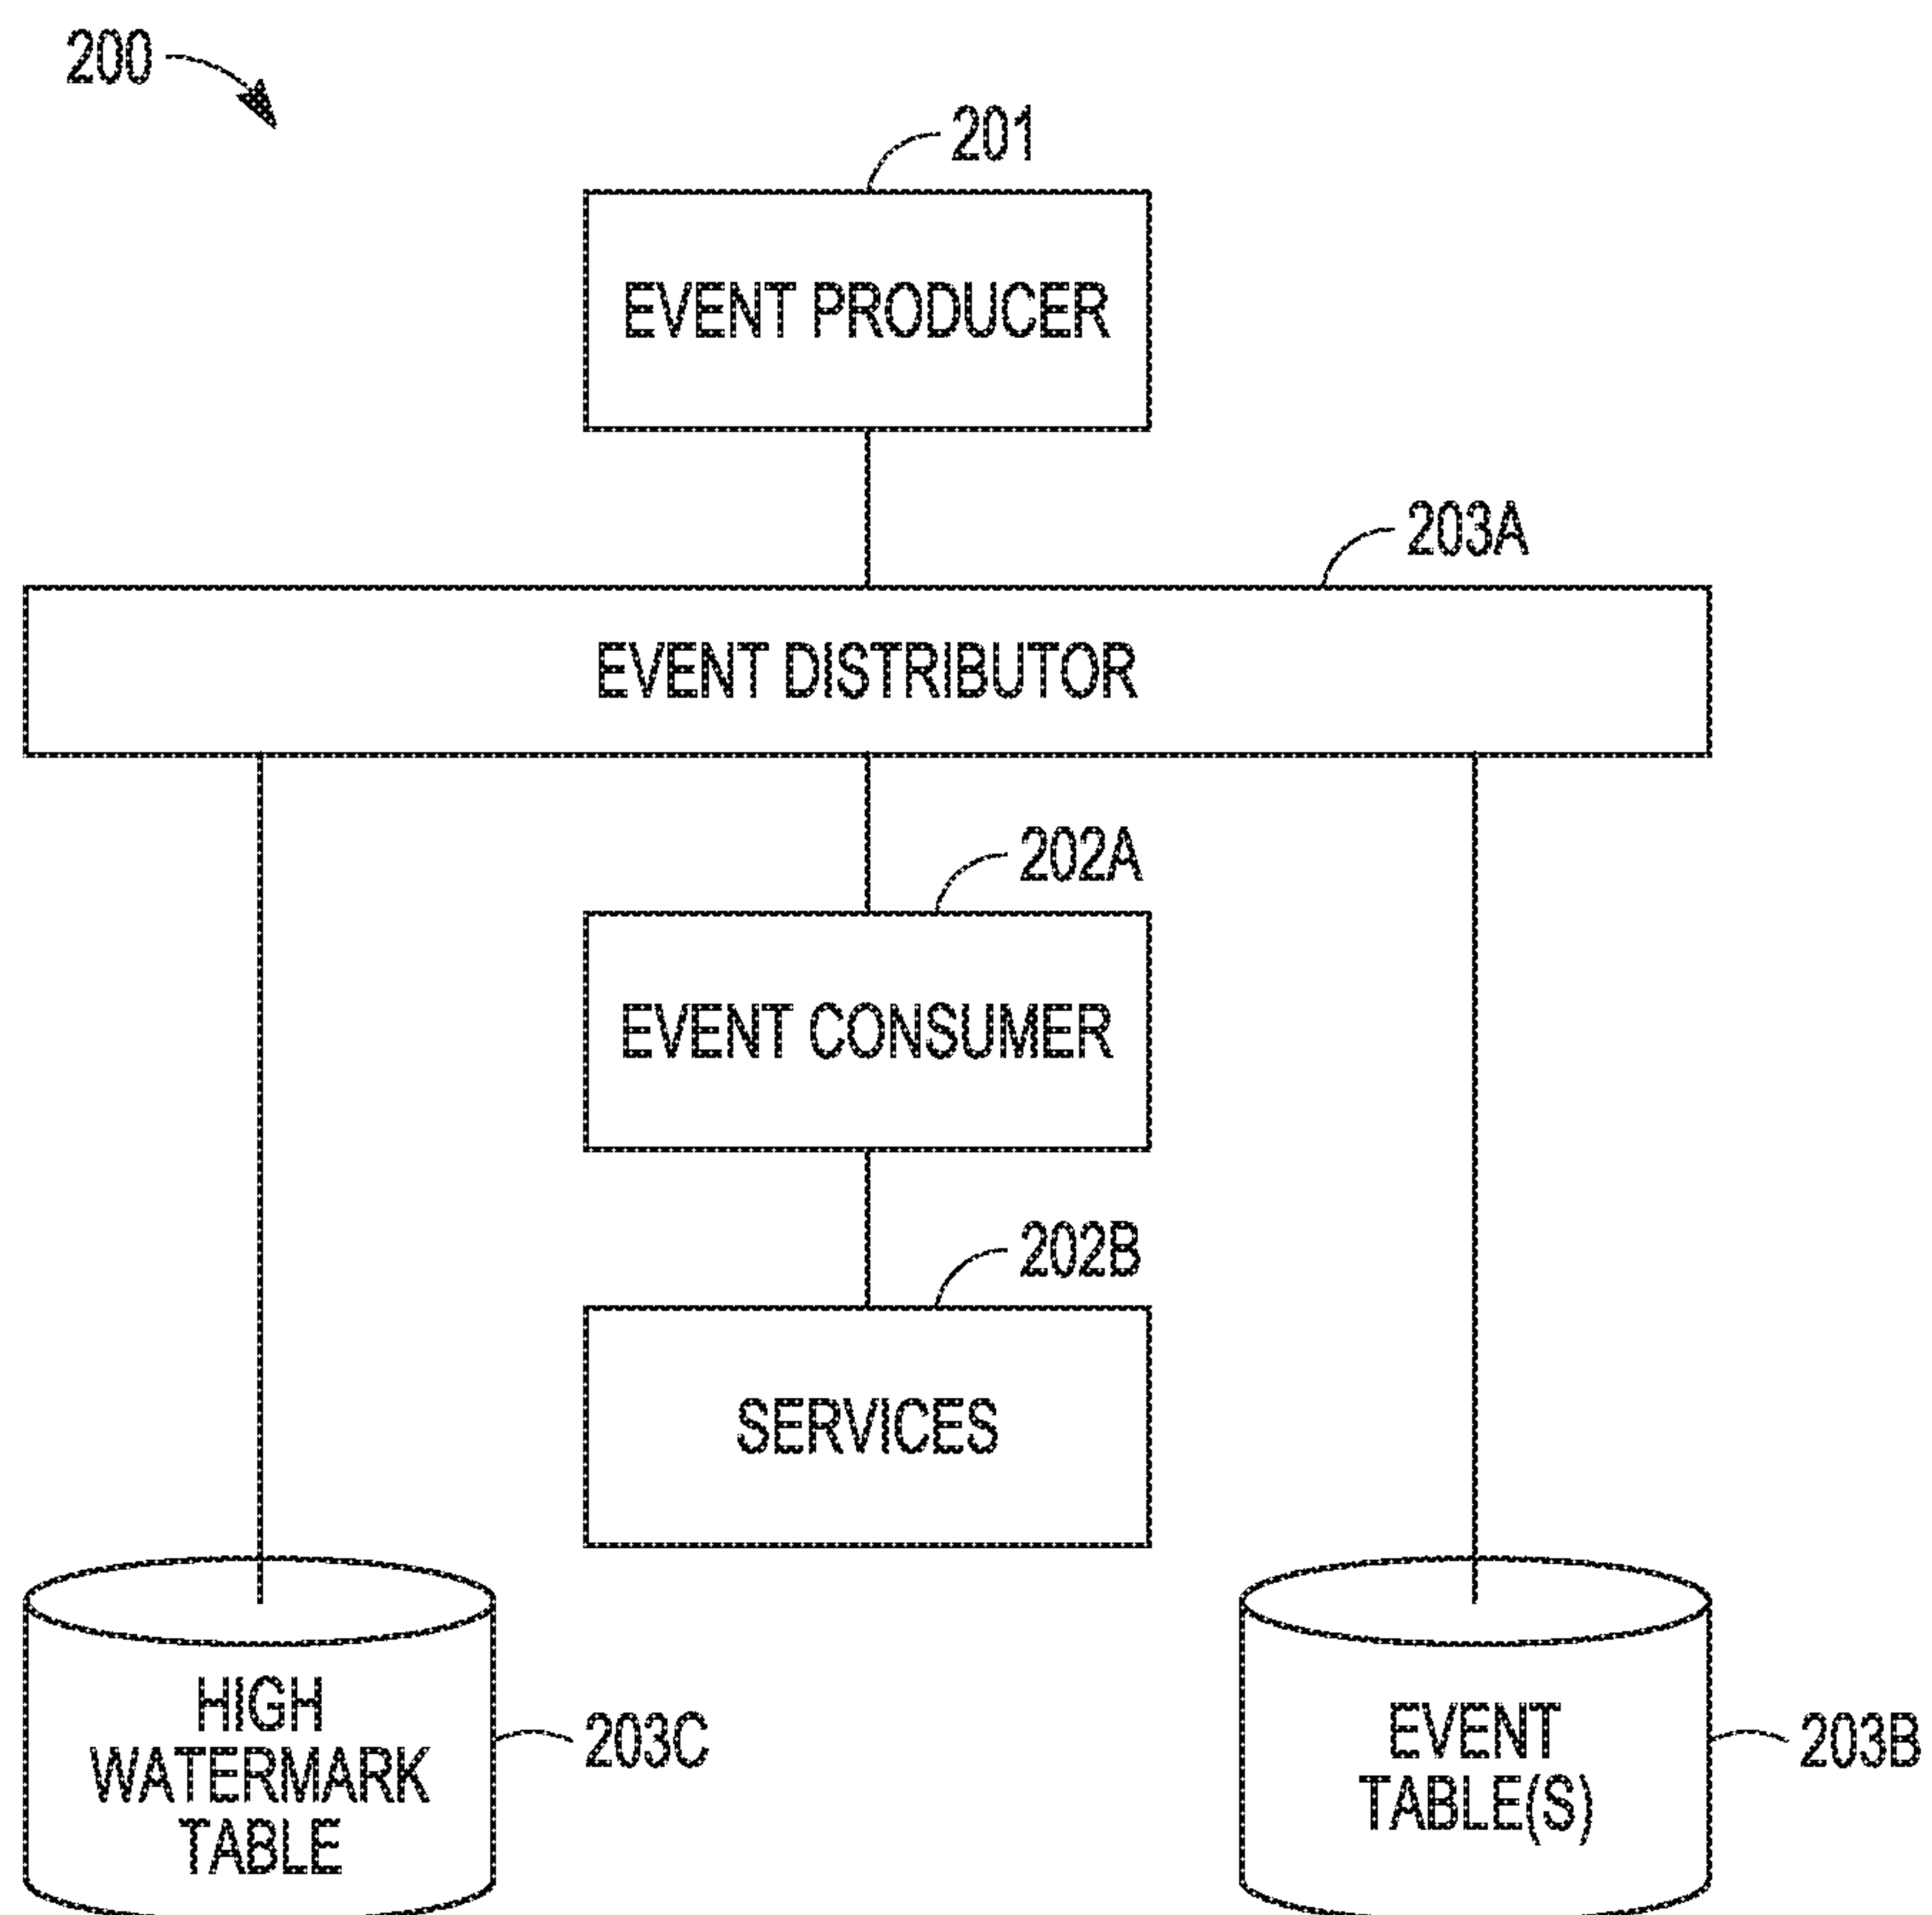 200
201
EVENT PRODUCER
203A
EVENT DISTRIBUTOR
202A
EVENT CONSUMER
202B
SERVICES
HIGH
WATERMARK
TABLE
203C
EVENT
TABLE(S)
203B